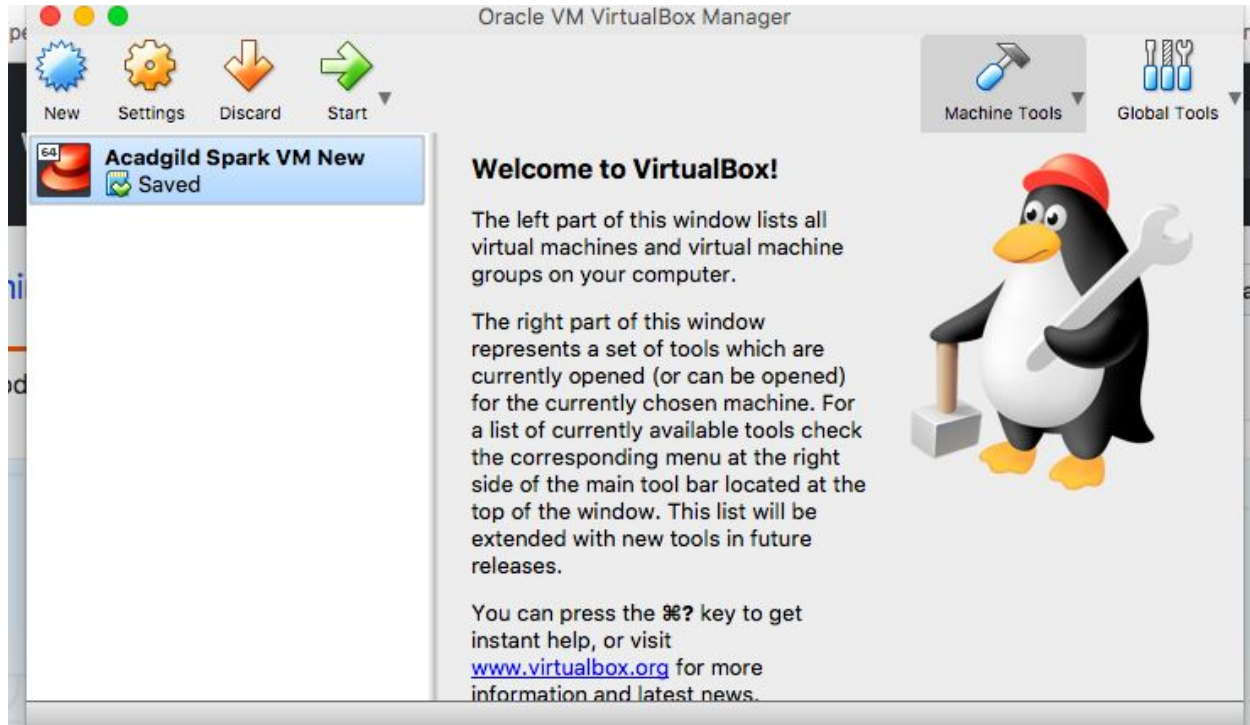 Oracle VM VirtualBox Manager
New Settings Discard Start Machine Tools Global Tools
64
Acadgild Spark VM New
Saved
Welcome to VirtualBox!
The left part of this window lists all
virtual machines and virtual machine
groups on your computer.
The right part of this window
represents a set of tools which are
currently opened (or can be opened)
for the currently chosen machine. For
a list of currently available tools check
the corresponding menu at the right
side of the main tool bar located at the
top of the window. This list will be
extended with new tools in future
releases.
You can press the ⌘? key to get
instant help, or visit
www.virtualbox.org for more
information and latest news.